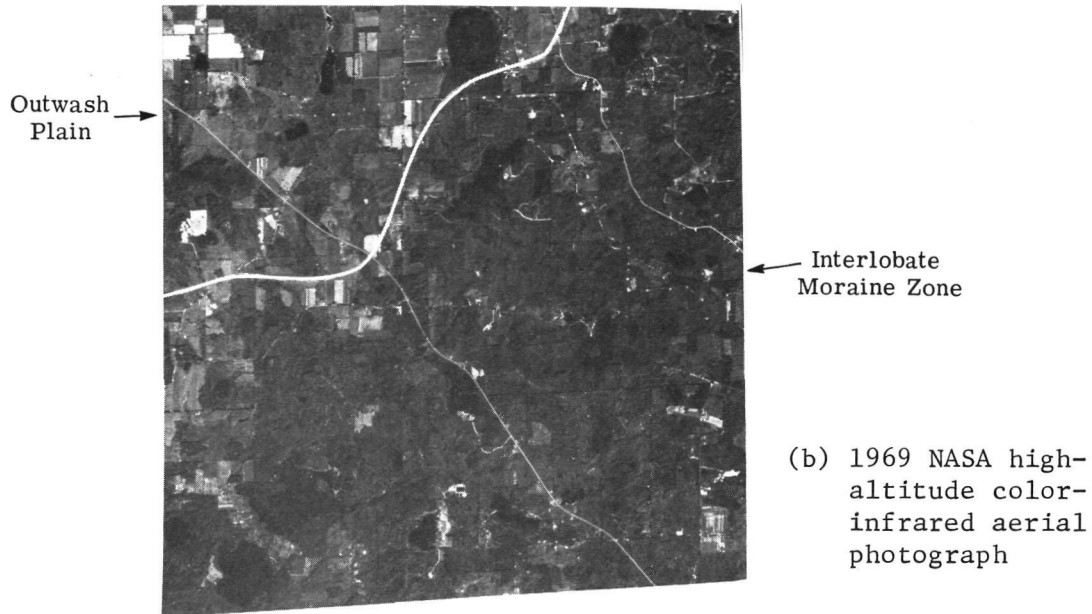 Outwash
Plain
Interlobate
Moraine Zone
(b) 1969 NASA high-
altitude color-
infrared aerial
photograph